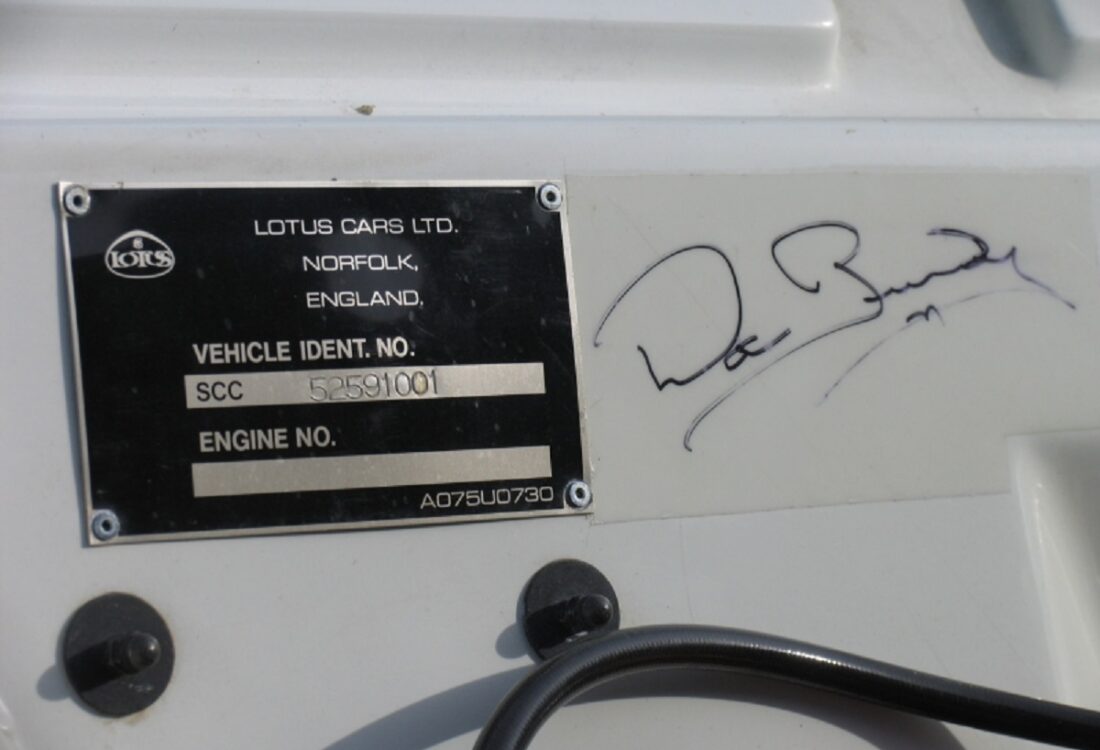 LOTUS
LOTUS CARS LTD.
NORFOLK,
ENGLAND.
VEHICLE IDENT. NO.
SCC 52591001
ENGINE NO.
A075U0730